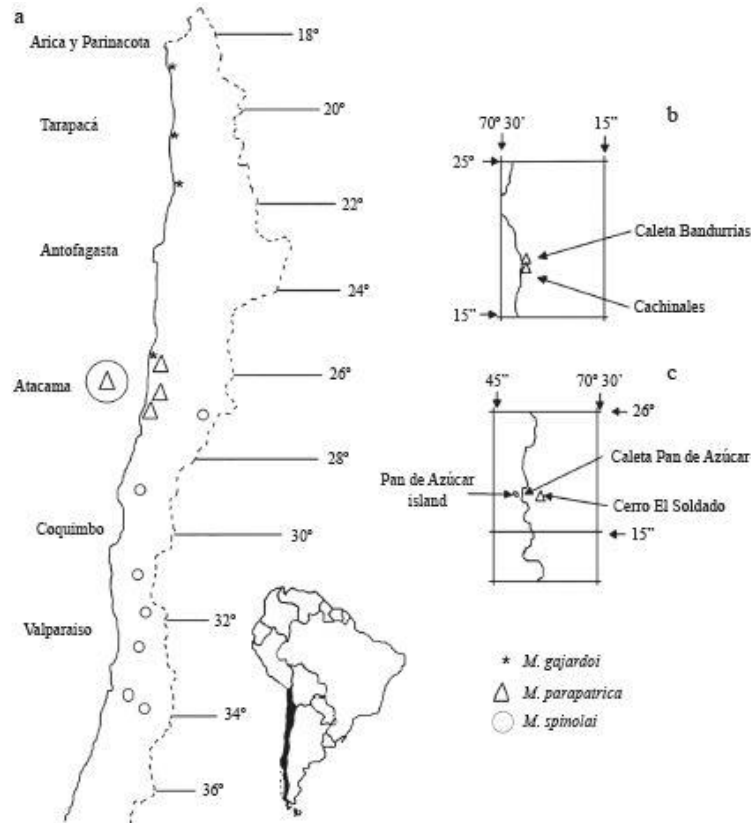 a
Arica y Parinacota
18°
Tarapacá
20°
22°
Antofagasta
24°
Atacama
26°
28°
Coquimbo
30°
Valparaiso
32°
34°
36°
b
70° 30' 15"
25°
Caleta Bandurrias
Cachinales
15"
c
45" 70° 30'
26°
Caleta Pan de Azúcar
Pan de Azúcar
island
Cerro El Soldado
15"
* M. gajardoi
M. parapatrica
M. spinolai